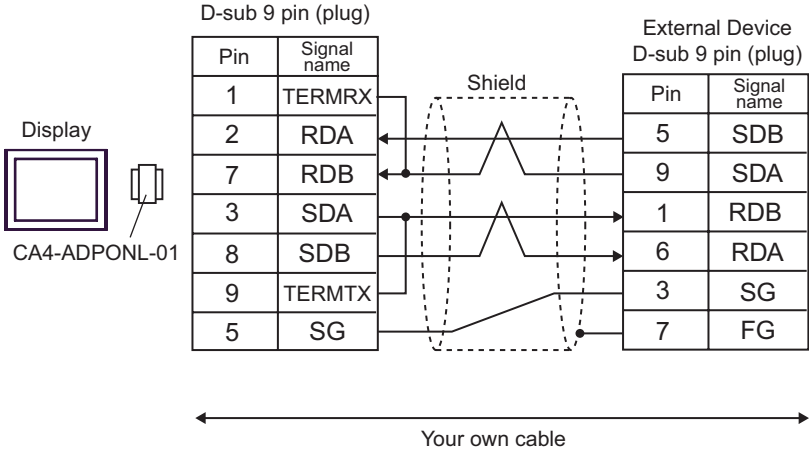 D-sub 9 pin (plug)
External Device
D-sub 9 pin (plug)
Display
CA4-ADPONL-01
Pin Signal name
1 TERMRX
2 RDA
7 RDB
3 SDA
8 SDB
9 TERMTX
5 SG
Shield
Pin Signal name
5 SDB
9 SDA
1 RDB
6 RDA
3 SG
7 FG
Your own cable